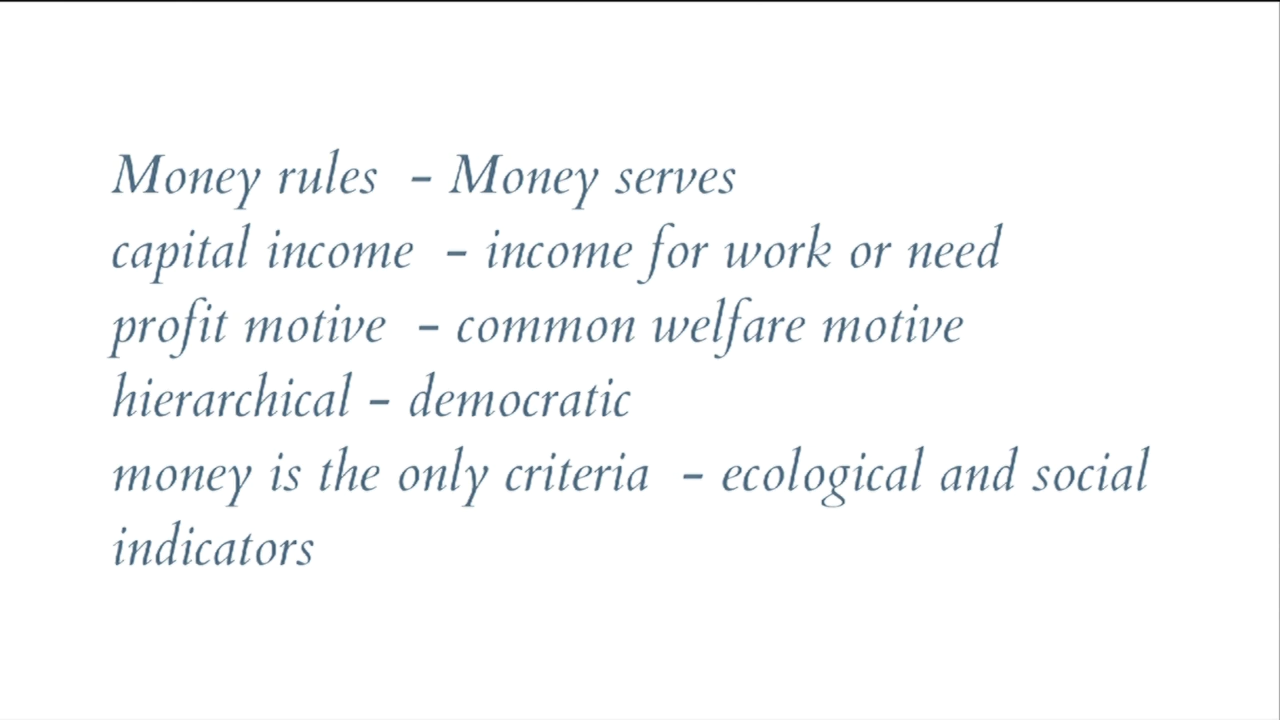 Money rules – Money serves
capital income – income for work or need
profit motive – common welfare motive
hierarchical – democratic
money is the only criteria – ecological and social
indicators